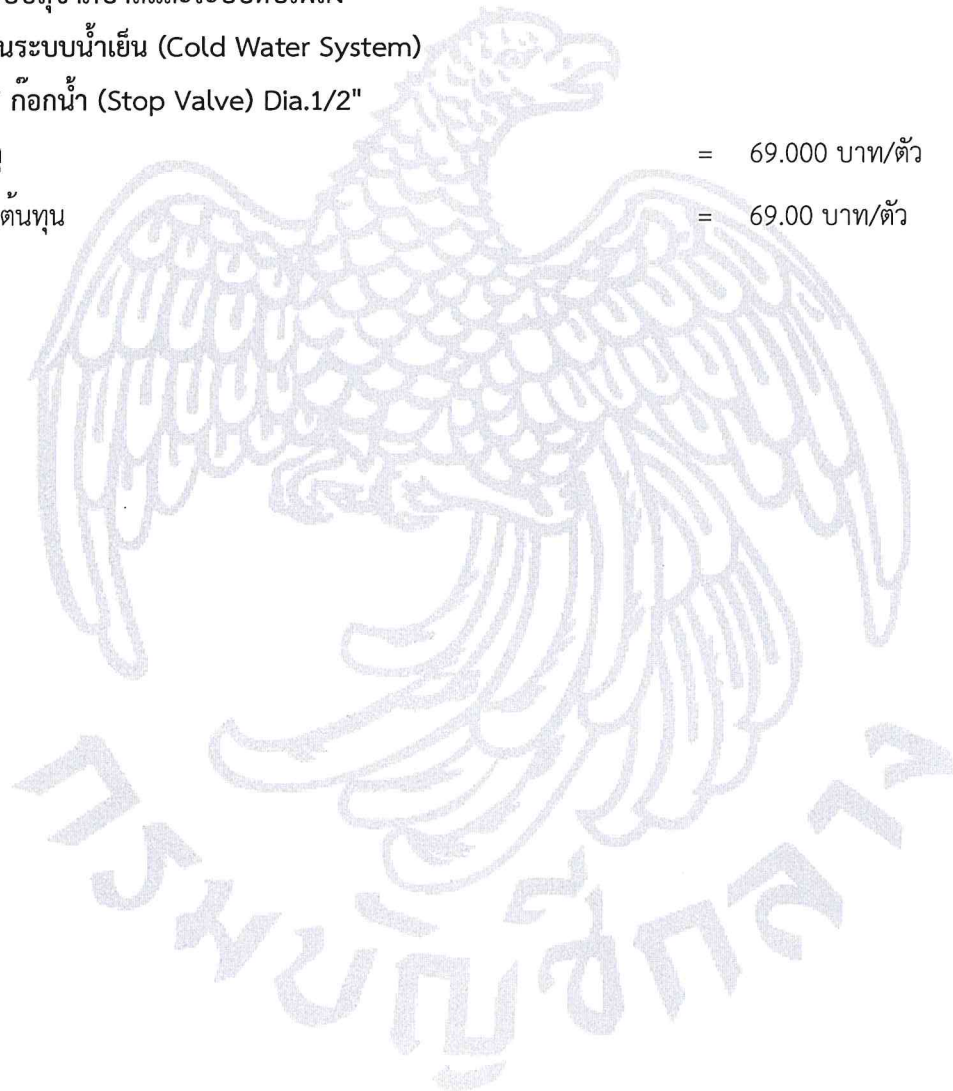 นระบบน้ำเย็น (Cold Water System)
ก๊อกน้ำ (Stop Valve) Dia.1/2"
= 69.000 บาท/ตัว
ต้นทุน = 69.00 บาท/ตัว
กรมบัญชีกลาง